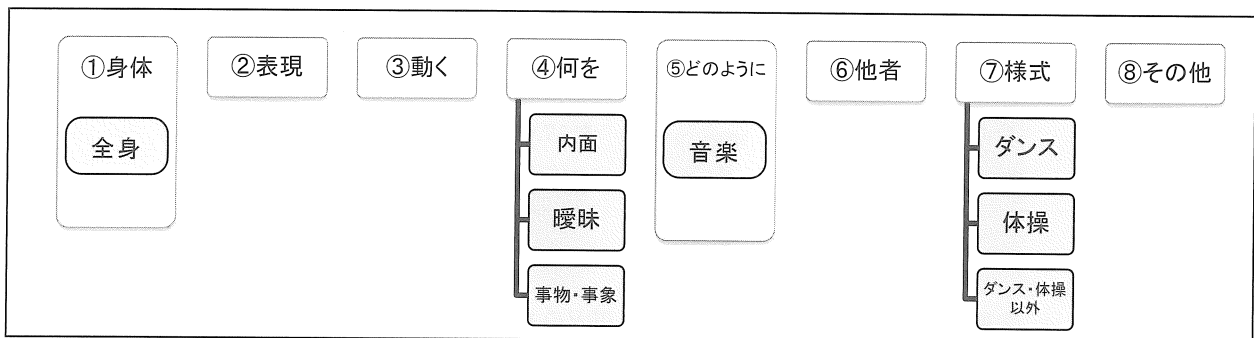 ①身体
全身
②表現
③動く
④何を
内面
曖昧
事物・事象
⑤どのように
音楽
⑥他者
⑦様式
ダンス
体操
ダンス・体操
以外
⑧その他